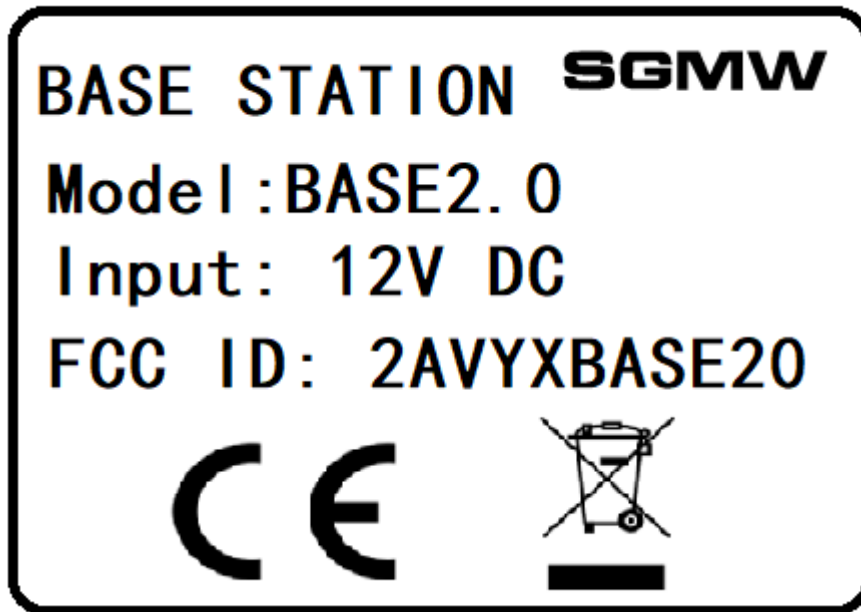 BASE STATION SGMW
Model:BASE2.0
Input: 12V DC
FCC ID: 2AVYXBASE20
CE